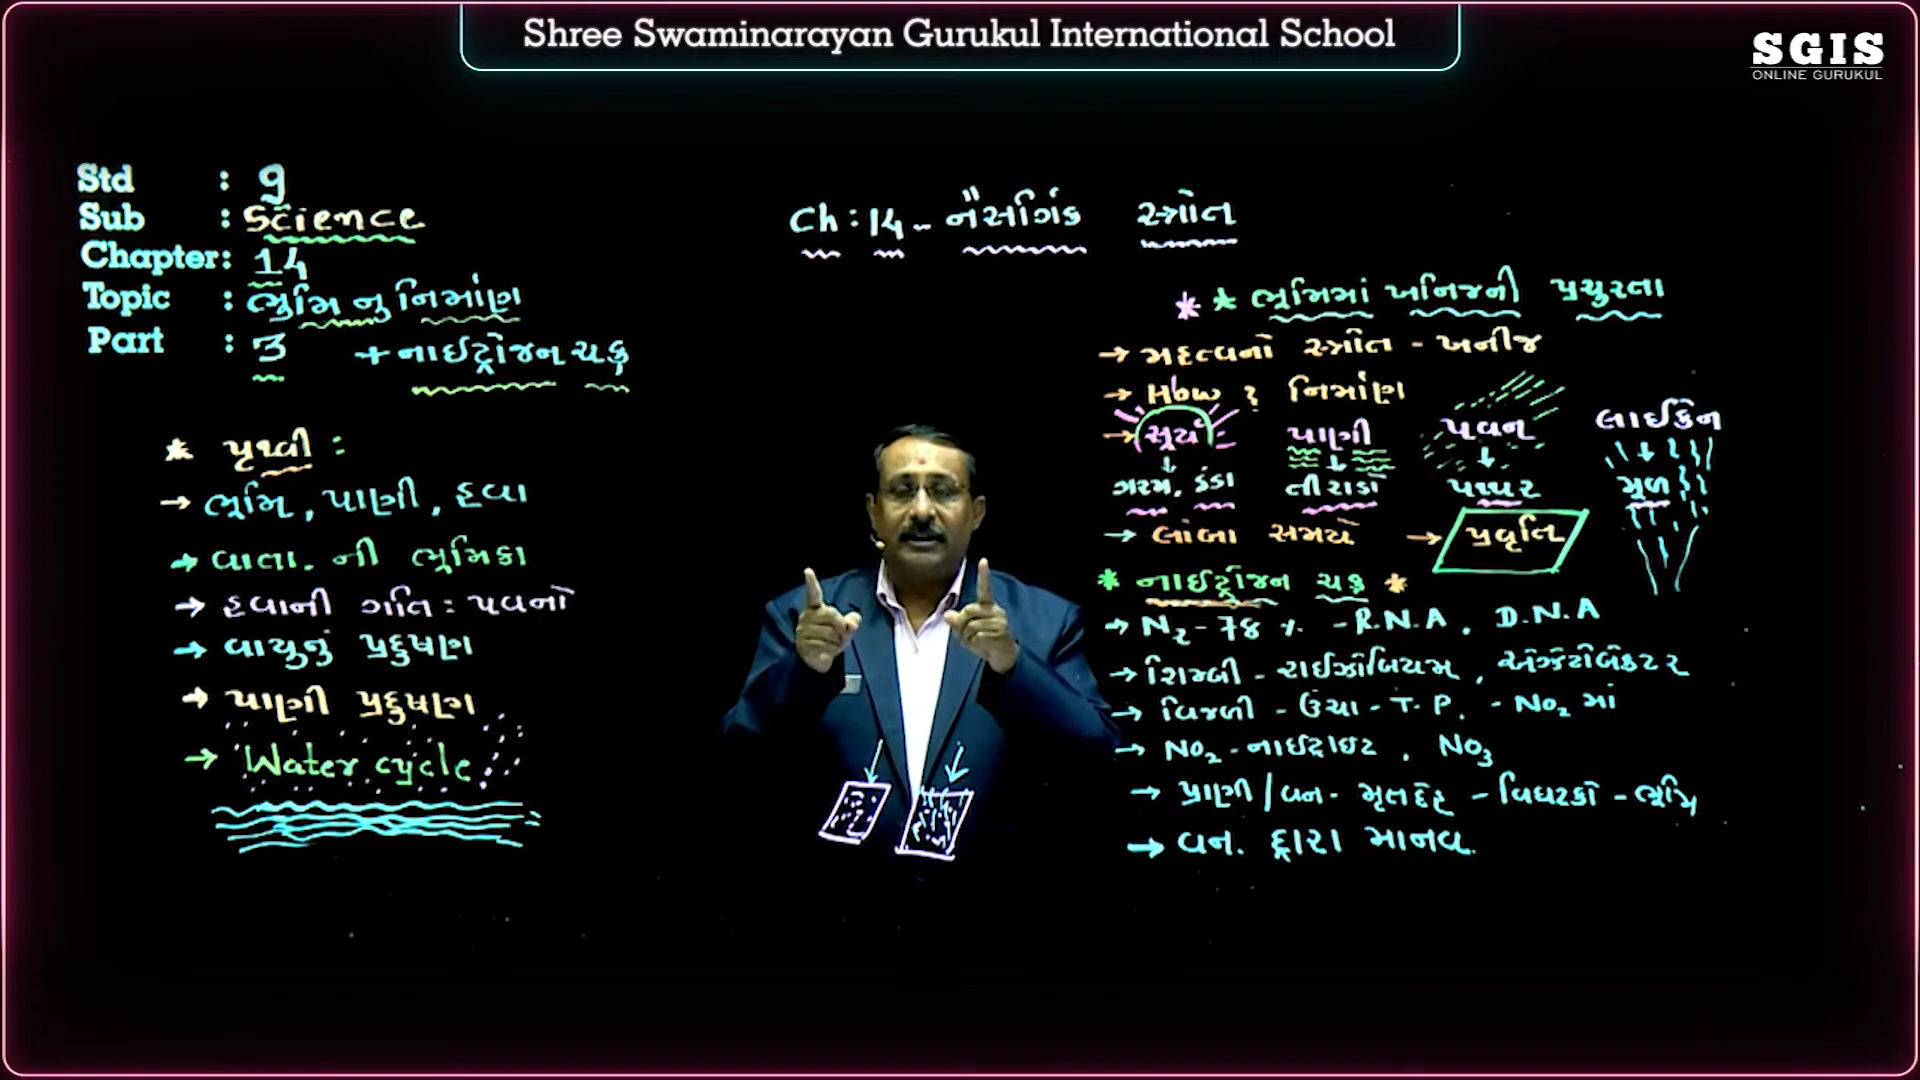 Shree Swaminarayan Gurukul International School
SGIS
ONLINE GURUKUL
Std : 9
Sub : Science
Chapter : 14
Topic : ભુમિ નુ નિર્માણ
Part : 3 + નાઈટ્રોજન ચક્ર
* પૃથ્વી :
→ ભૂમિ, પાણી, હવા
→ વાતા. ની ભૂમિકા
→ હવાની ગતિ : પવનો
→ વાયુનું પ્રદુષણ
→ પાણી પ્રદુષણ
→ Water cycle
Ch : 14 - નૈસર્ગિક સ્ત્રોત
* * ભૂમિમાં ખનિજની પ્રચુરતા
→ મહત્વનો સ્ત્રોત - ખનીજ
→ How ? નિર્માણ
→ સૂર્ય પાણી પવન લાઈકેન
↓ ↓ ↓ ↓
ગરમ, ઠંડા તીરાડો પથ્થર મૂળ
→ લાંબા સમયે → પ્રવૃતિ
* નાઈટ્રોજન ચક્ર *
→ N₂ - 78 % - R.N.A, D.N.A
→ શિમ્બી - રાઈઝોબિયમ, એઝેટોબેક્ટર
→ વિજળી - ઉંચા - T. P. - NO₂ માં
→ NO₂ - નાઈટ્રાઇટ, NO₃
→ પ્રાણી / વન - મૃતદેહ - વિઘટકો - ભૂમિ
→ વન. દ્વારા માનવ.